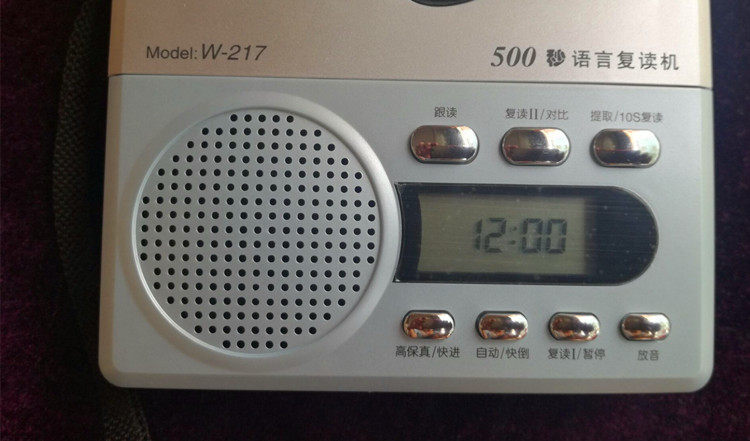 Model: W-217
500 秒 语言复读机
跟读
复读II/对比
提取/10S复读
12:00
高保真/快进
自动/快倒
复读I/暂停
放音